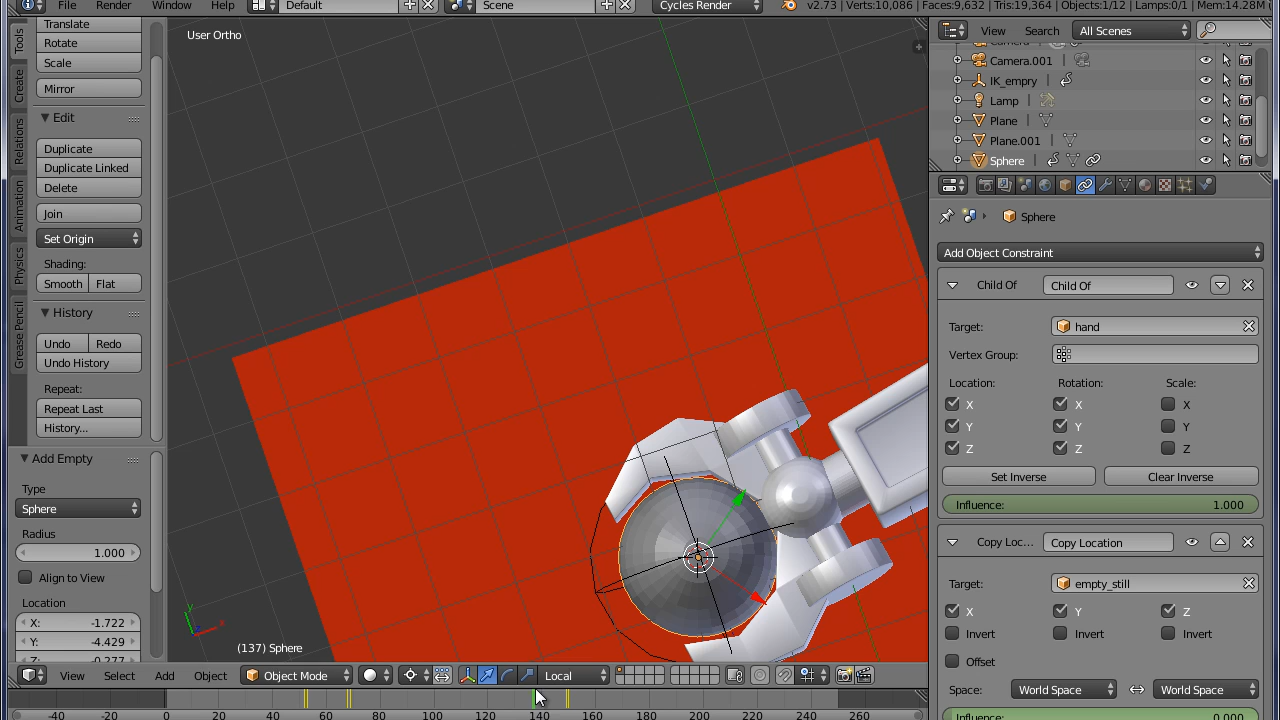 File Render Window Help Default Scene Cycles Render v2.73 | Verts:10,086 | Faces:9,632 | Tris:19,364 | Objects:1/12 | Lamps:0/1 | Mem:14.28M
Translate
Rotate
Scale
Mirror
Edit
Duplicate
Duplicate Linked
Delete
Join
Set Origin
Shading:
Smooth Flat
History
Undo Redo
Undo History
Repeat:
Repeat Last
History...
Add Empty
Type
Sphere
Radius
1.000
Align to View
Location
X: -1.722
Y: -4.429
Z: -0.277
Tools
Create
Relations
Animation
Physics
Grease Pencil
User Ortho
(137) Sphere
View Select Add Object Object Mode Local
-40 -20 0 20 40 60 80 100 120 140 160 180 200 220 240 260
View Search All Scenes
Camera
Camera.001
IK_empry
Lamp
Plane
Plane.001
Sphere
Sphere
Add Object Constraint
Child Of Child Of
Target: hand
Vertex Group:
Location: Rotation: Scale:
X X X
Y Y Y
Z Z Z
Set Inverse Clear Inverse
Influence: 1.000
Copy Loc... Copy Location
Target: empty_still
X Y Z
Invert Invert Invert
Offset
Space: World Space World Space
Influence: 0.000